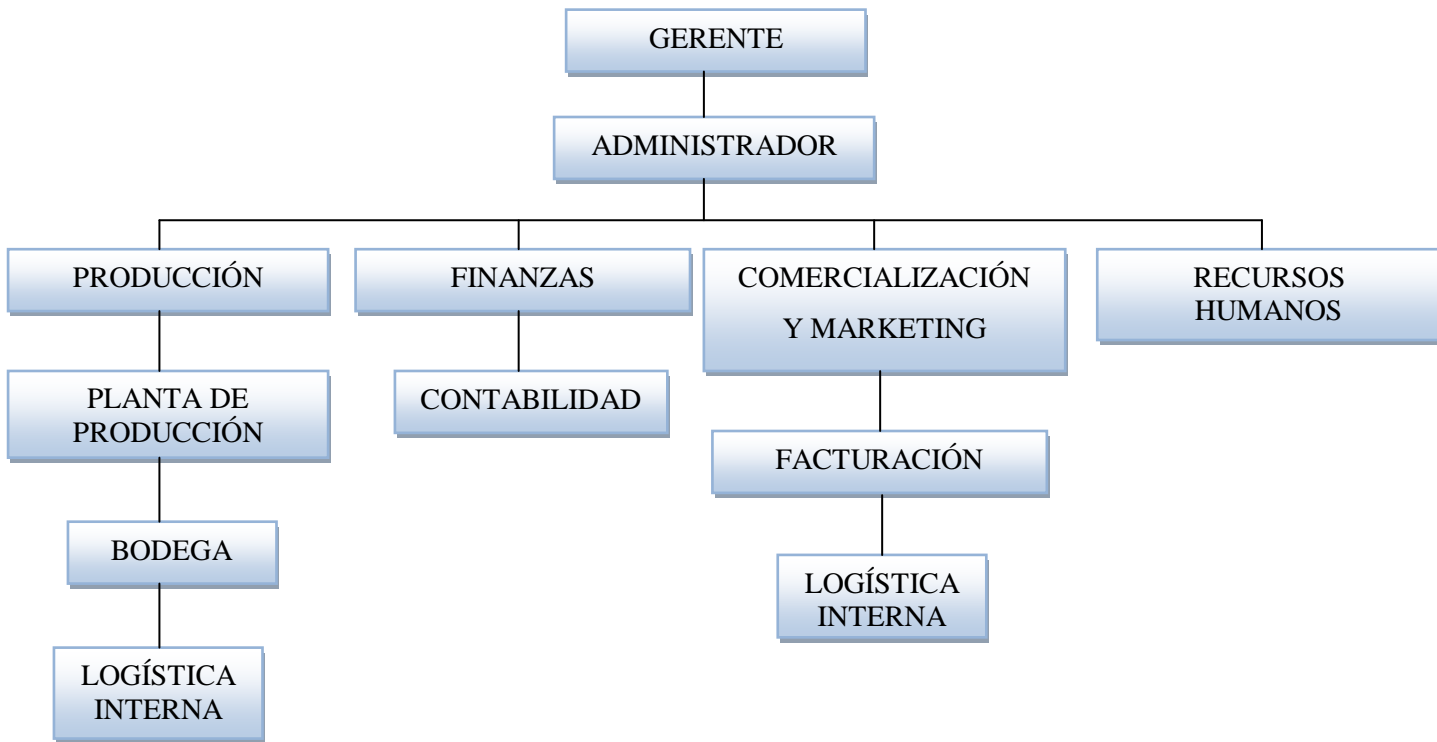 GERENTE
ADMINISTRADOR
PRODUCCIÓN
FINANZAS
COMERCIALIZACIÓN
Y MARKETING
RECURSOS
HUMANOS
PLANTA DE
PRODUCCIÓN
CONTABILIDAD
FACTURACIÓN
BODEGA
LOGÍSTICA
INTERNA
LOGÍSTICA
INTERNA